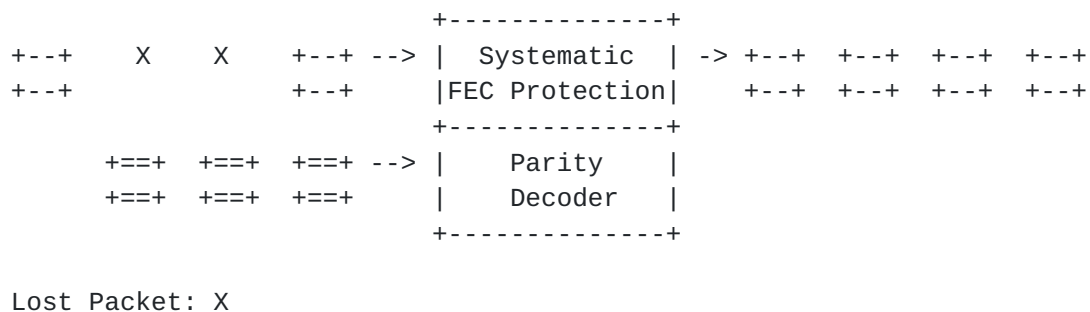 +--------------+
+--+    X    X    +--+ --> |  Systematic  | -> +--+  +--+  +--+  +--+
+--+              +--+     |FEC Protection|    +--+  +--+  +--+  +--+
                           +--------------+
      +==+  +==+  +==+ --> |    Parity    |
      +==+  +==+  +==+     |    Decoder   |
                           +--------------+
Lost Packet: X